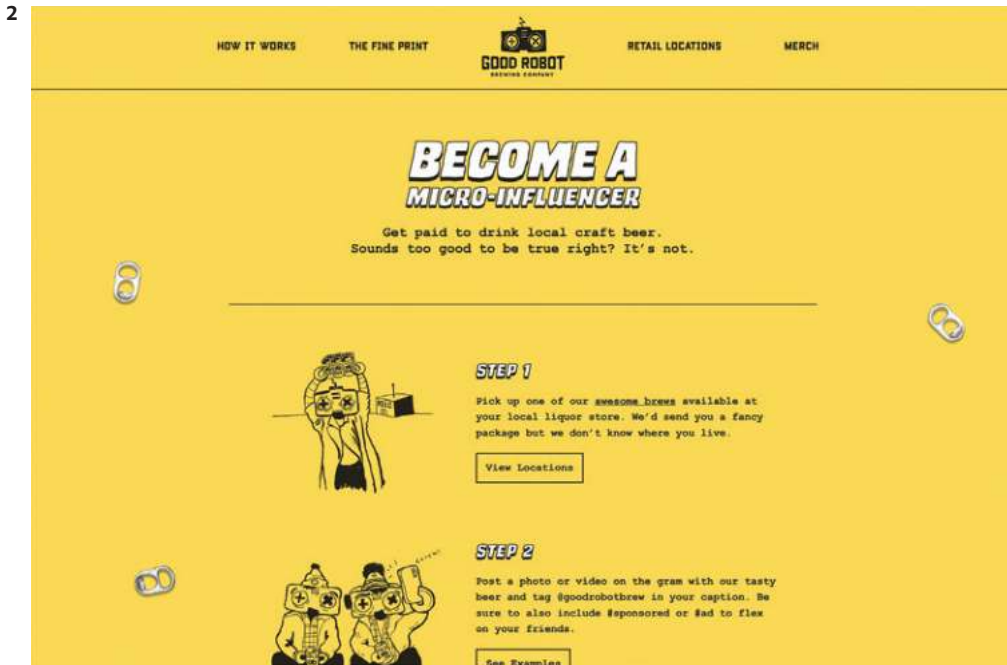 2
HOW IT WORKS
THE FINE PRINT
GOOD ROBOT
BREWING COMPANY
RETAIL LOCATIONS
MERCH
BECOME A
MICRO-INFLUENCER
Get paid to drink local craft beer.
Sounds too good to be true right? It's not.
STEP 1
Pick up one of our awesome brews available at
your local liquor store. We'd send you a fancy
package but we don't know where you live.
View Locations
STEP 2
Post a photo or video on the gram with our tasty
beer and tag @goodrobotbrew in your caption. Be
sure to also include #sponsored or #ad to flex
on your friends.
See Examples